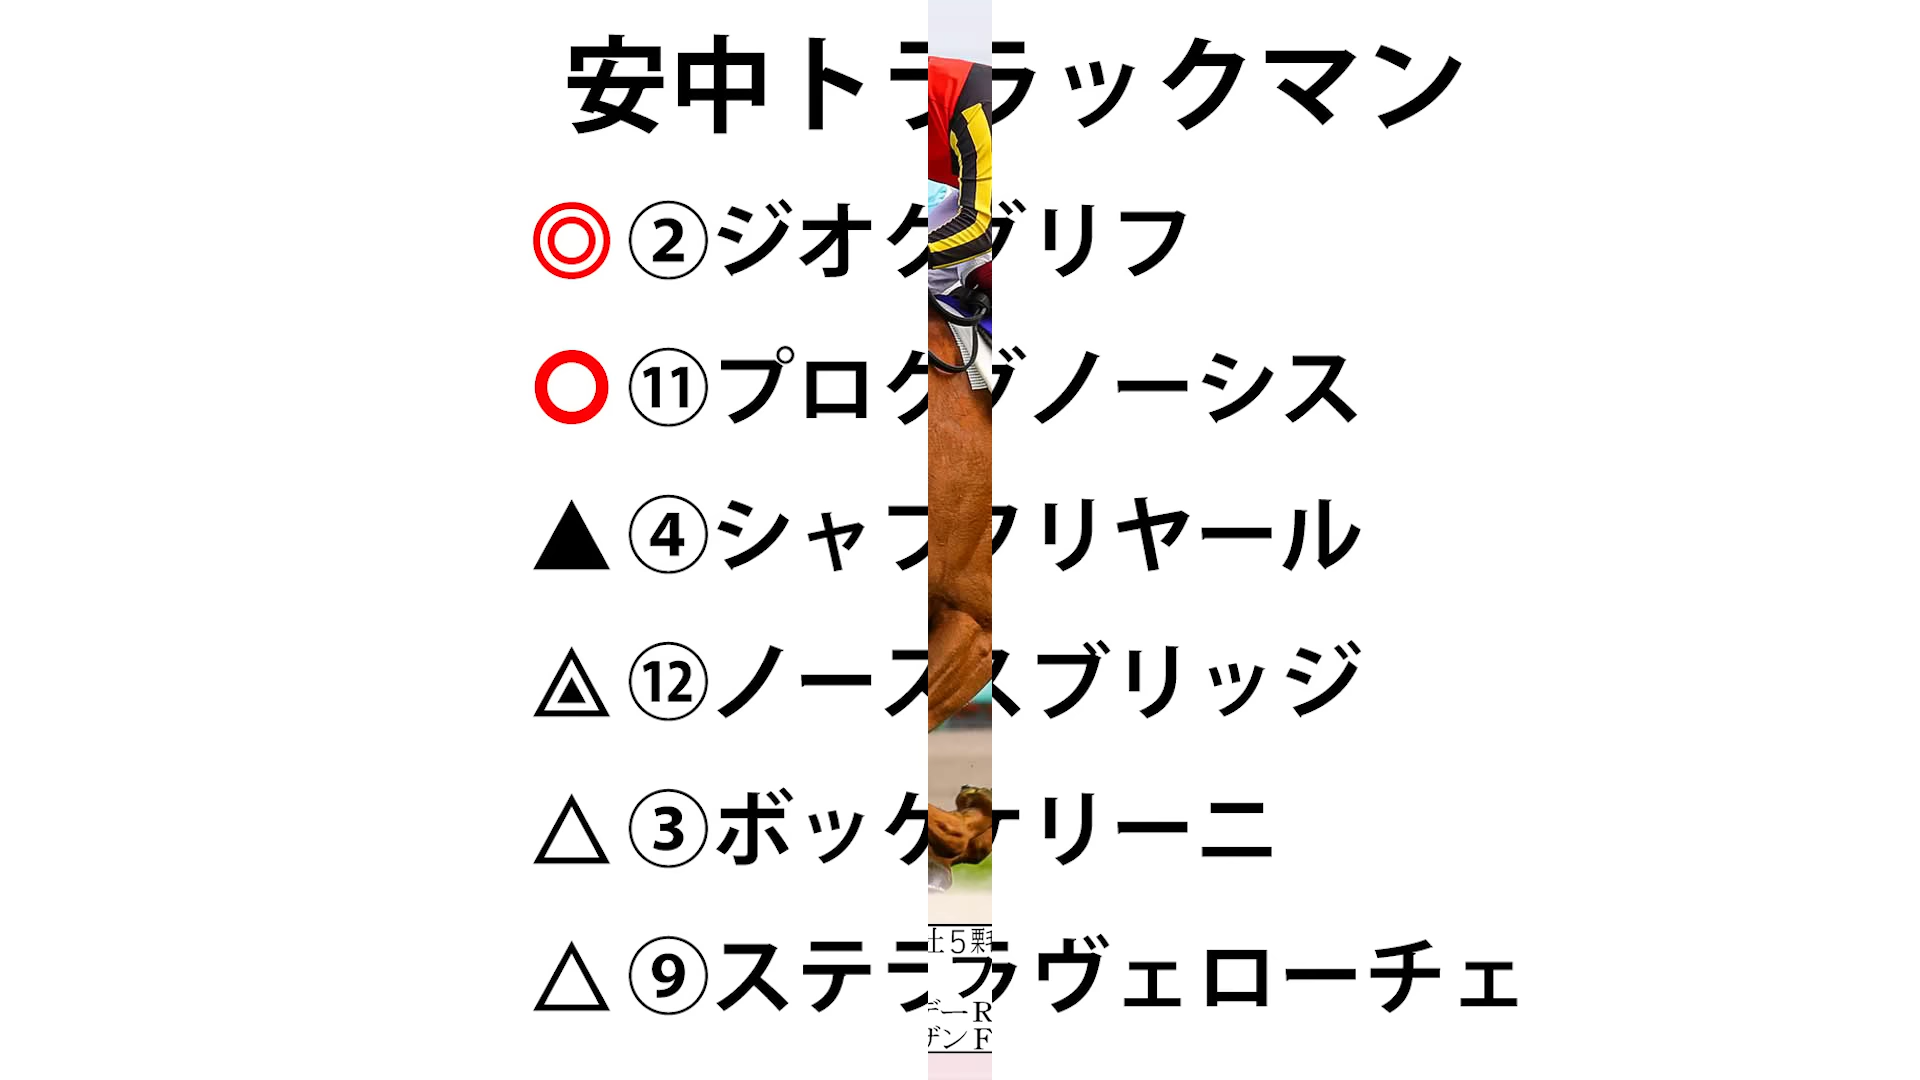 安中トラックマン
◎②ジオグリフ
○⑪プログノーシス
▲④シャフリヤール
⑫ノースブリッジ
△③ボッケリーニ
△⑨ステラヴェローチェ